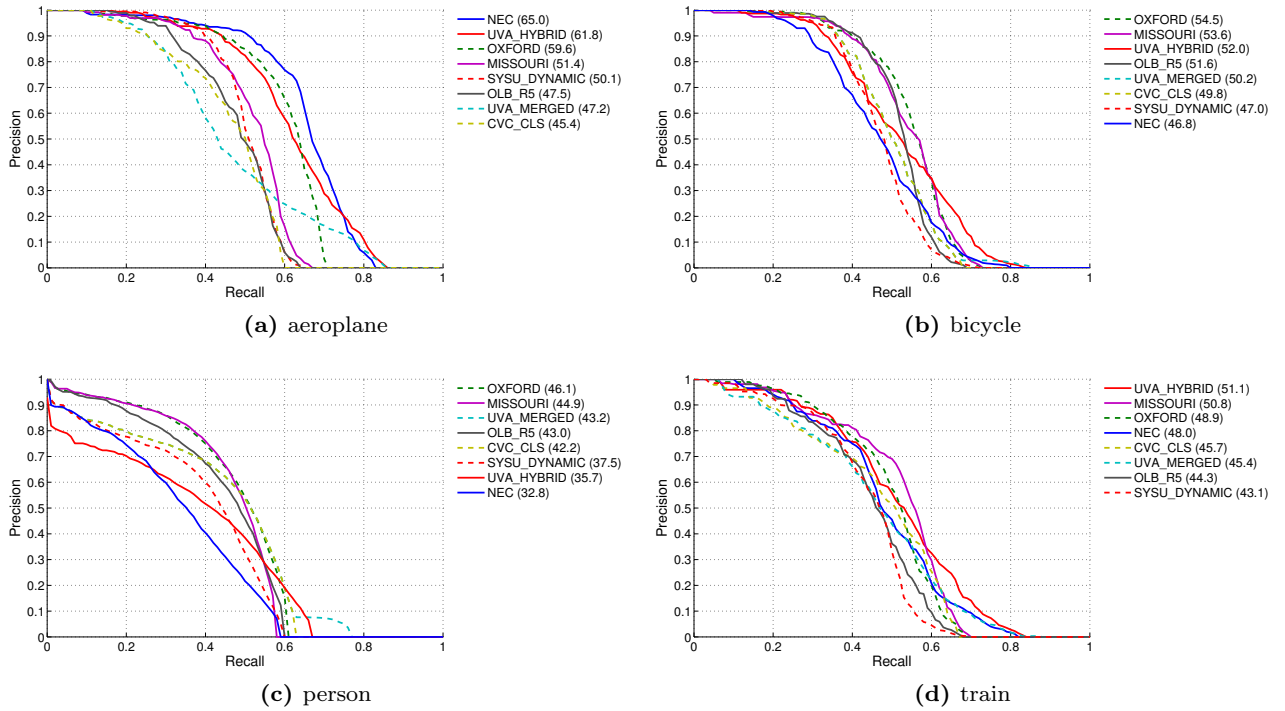 1
0.9
0.8
0.7
0.6
0.5
0.4
0.3
0.2
0.1
0
0 0.2 0.4 0.6 0.8 1
Precision
Recall
NEC (65.0)
UVA_HYBRID (61.8)
OXFORD (59.6)
MISSOURI (51.4)
SYSU_DYNAMIC (50.1)
OLB_R5 (47.5)
UVA_MERGED (47.2)
CVC_CLS (45.4)
(a) aeroplane
1
0.9
0.8
0.7
0.6
0.5
0.4
0.3
0.2
0.1
0
0 0.2 0.4 0.6 0.8 1
Precision
Recall
OXFORD (54.5)
MISSOURI (53.6)
UVA_HYBRID (52.0)
OLB_R5 (51.6)
UVA_MERGED (50.2)
CVC_CLS (49.8)
SYSU_DYNAMIC (47.0)
NEC (46.8)
(b) bicycle
1
0.9
0.8
0.7
0.6
0.5
0.4
0.3
0.2
0.1
0
0 0.2 0.4 0.6 0.8 1
Precision
Recall
OXFORD (46.1)
MISSOURI (44.9)
UVA_MERGED (43.2)
OLB_R5 (43.0)
CVC_CLS (42.2)
SYSU_DYNAMIC (37.5)
UVA_HYBRID (35.7)
NEC (32.8)
(c) person
1
0.9
0.8
0.7
0.6
0.5
0.4
0.3
0.2
0.1
0
0 0.2 0.4 0.6 0.8 1
Precision
Recall
UVA_HYBRID (51.1)
MISSOURI (50.8)
OXFORD (48.9)
NEC (48.0)
CVC_CLS (45.7)
UVA_MERGED (45.4)
OLB_R5 (44.3)
SYSU_DYNAMIC (43.1)
(d) train